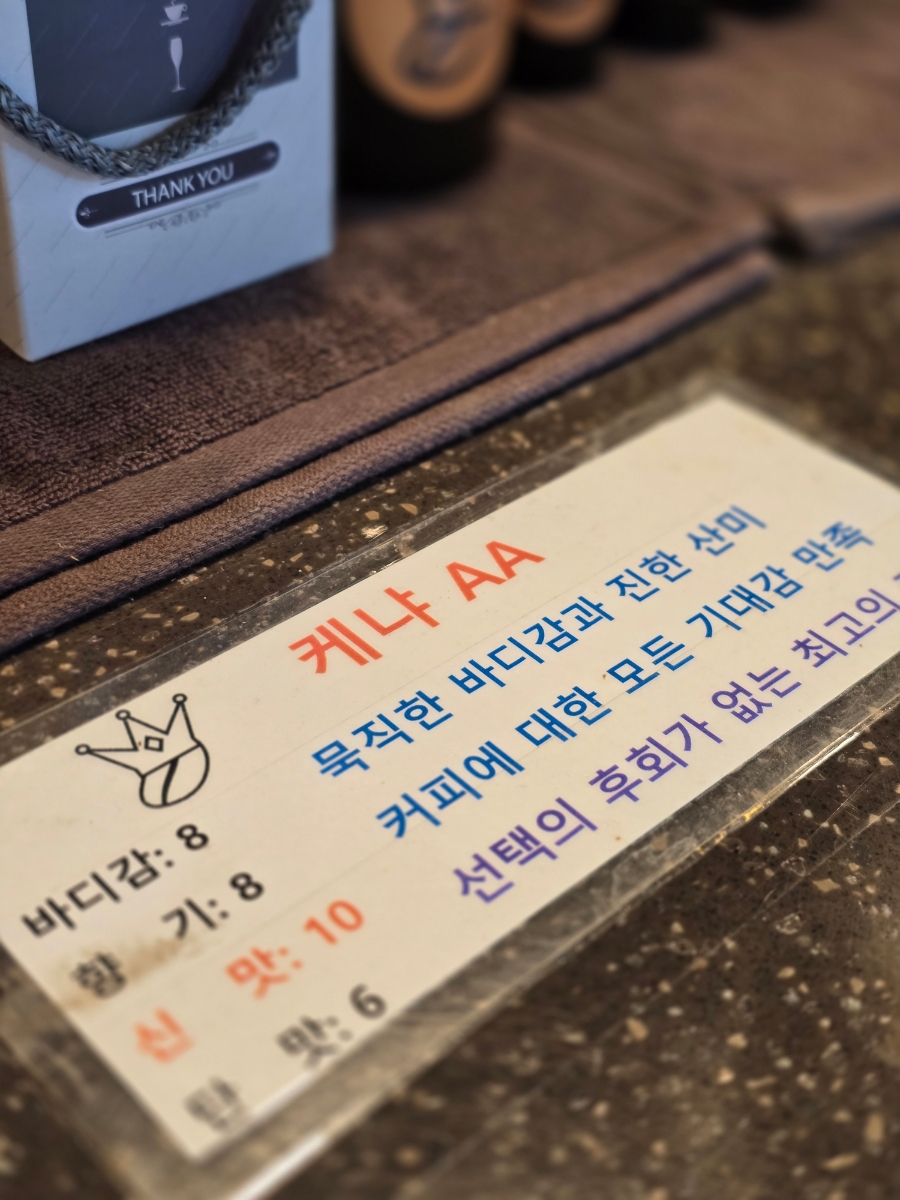 THANK YOU
케냐 AA
묵직한 바디감과 진한 산미
커피에 대한 모든 기대감 만족
선택의 후회가 없는 최고의
바디감: 8
향 기: 8
신 맛: 10
탄 맛: 6